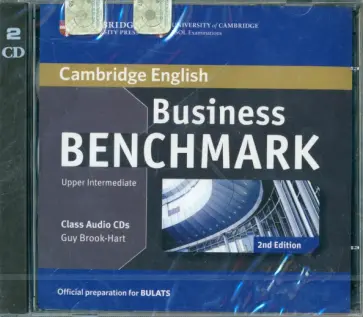 2
CD
UNIVERSITY OF CAMBRIDGE
Cambridge English
Business
BENCHMARK
Upper Intermediate
Class Audio CDs
Guy Brook-Hart
2nd Edition
Official preparation for BULATS